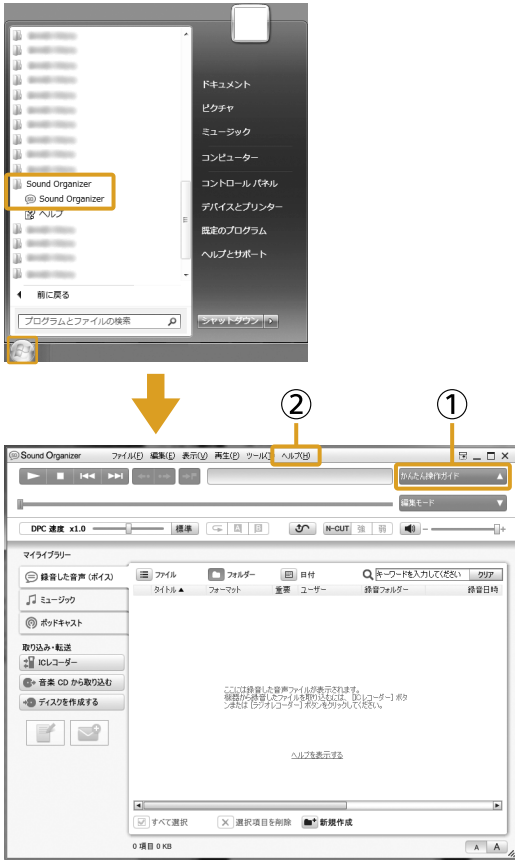 ドキュメント
ピクチャ
ミュージック
コンピューター
コントロール パネル
デバイスとプリンター
既定のプログラム
ヘルプとサポート
Sound Organizer
Sound Organizer
ヘルプ
前に戻る
プログラムとファイルの検索
シャットダウン
② ①
Sound Organizer ファイル(F) 編集(E) 表示(V) 再生(P) ツール(T) ヘルプ(H)
かんたん操作ガイド
編集モード
DPC 速度 x1.0 標準 N-CUT 強 弱
マイライブラリー
録音した音声 (ボイス)
ミュージック
ポッドキャスト
取り込み・転送
ICレコーダー
音楽 CD から取り込む
ディスクを作成する
ファイル フォルダー 日付 キーワードを入力してください クリア
タイトル▲ フォーマット 重要 ユーザー 録音フォルダー 録音日時
ここには録音した音声ファイルが表示されます。
機器から録音したファイルを取り込むには、[ICレコーダー] ボタ
ンまたは [ラジオレコーダー] ボタンをクリックしてください。
ヘルプを表示する
すべて選択 選択項目を削除 新規作成
0 項目 0 KB A A